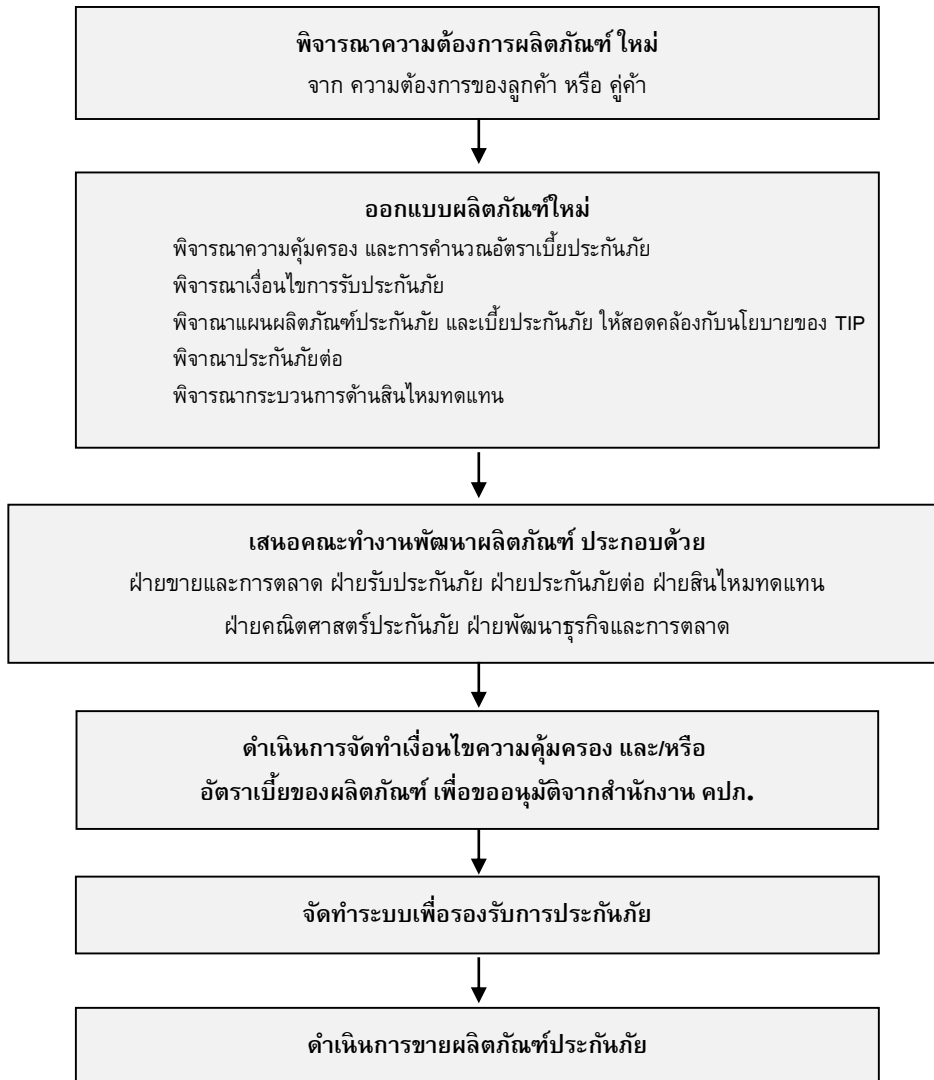 พิจารณาความต้องการผลิตภัณฑ์ ใหม่
จาก ความต้องการของลูกค้า หรือ คู่ค้า
ออกแบบผลิตภัณฑ์ใหม่
พิจารณาความคุ้มครอง และการคำนวณอัตราเบี้ยประกันภัย
พิจารณาเงื่อนไขการรับประกันภัย
พิจาณาแผนผลิตภัณฑ์ประกันภัย และเบี้ยประกันภัย ให้สอดคล้องกับนโยบายของ TIP
พิจาณาประกันภัยต่อ
พิจารณากระบวนการด้านสินไหมทดแทน
เสนอคณะทำงานพัฒนาผลิตภัณฑ์ ประกอบด้วย
ฝ่ายขายและการตลาด ฝ่ายรับประกันภัย ฝ่ายประกันภัยต่อ ฝ่ายสินไหมทดแทน
ฝ่ายคณิตศาสตร์ประกันภัย ฝ่ายพัฒนาธุรกิจและการตลาด
ดำเนินการจัดทำเงื่อนไขความคุ้มครอง และ/หรือ
อัตราเบี้ยของผลิตภัณฑ์ เพื่อขออนุมัติจากสำนักงาน คปภ.
จัดทำระบบเพื่อรองรับการประกันภัย
ดำเนินการขายผลิตภัณฑ์ประกันภัย